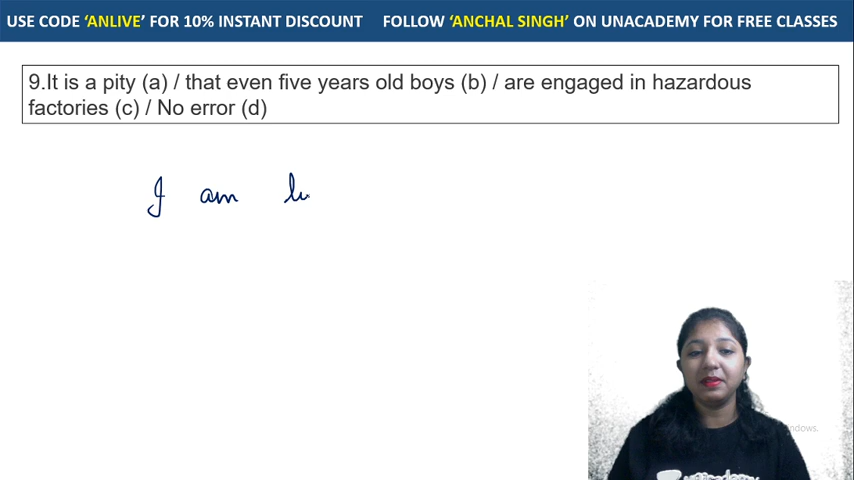 USE CODE ‘ANLIVE’ FOR 10% INSTANT DISCOUNT FOLLOW ‘ANCHAL SINGH’ ON UNACADEMY FOR FREE CLASSES
9.It is a pity (a) / that even five years old boys (b) / are engaged in hazardous
factories (c) / No error (d)
I am